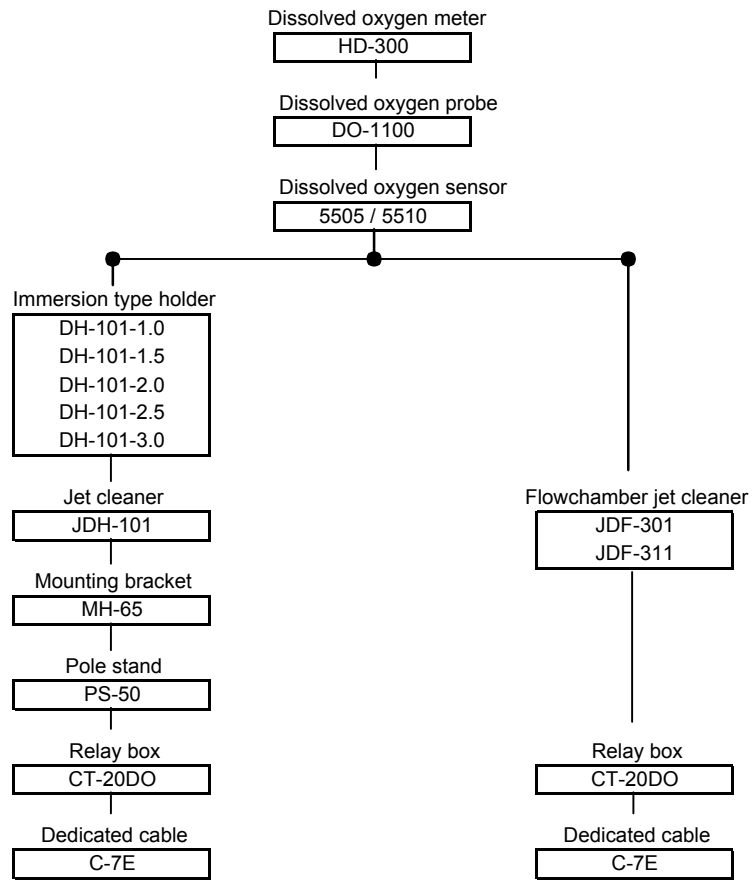 Dissolved oxygen meter
HD-300
Dissolved oxygen probe
DO-1100
Dissolved oxygen sensor
5505 / 5510
Immersion type holder
DH-101-1.0
DH-101-1.5
DH-101-2.0
DH-101-2.5
DH-101-3.0
Jet cleaner
JDH-101
Mounting bracket
MH-65
Pole stand
PS-50
Relay box
CT-20DO
Dedicated cable
C-7E
Flowchamber jet cleaner
JDF-301
JDF-311
Relay box
CT-20DO
Dedicated cable
C-7E